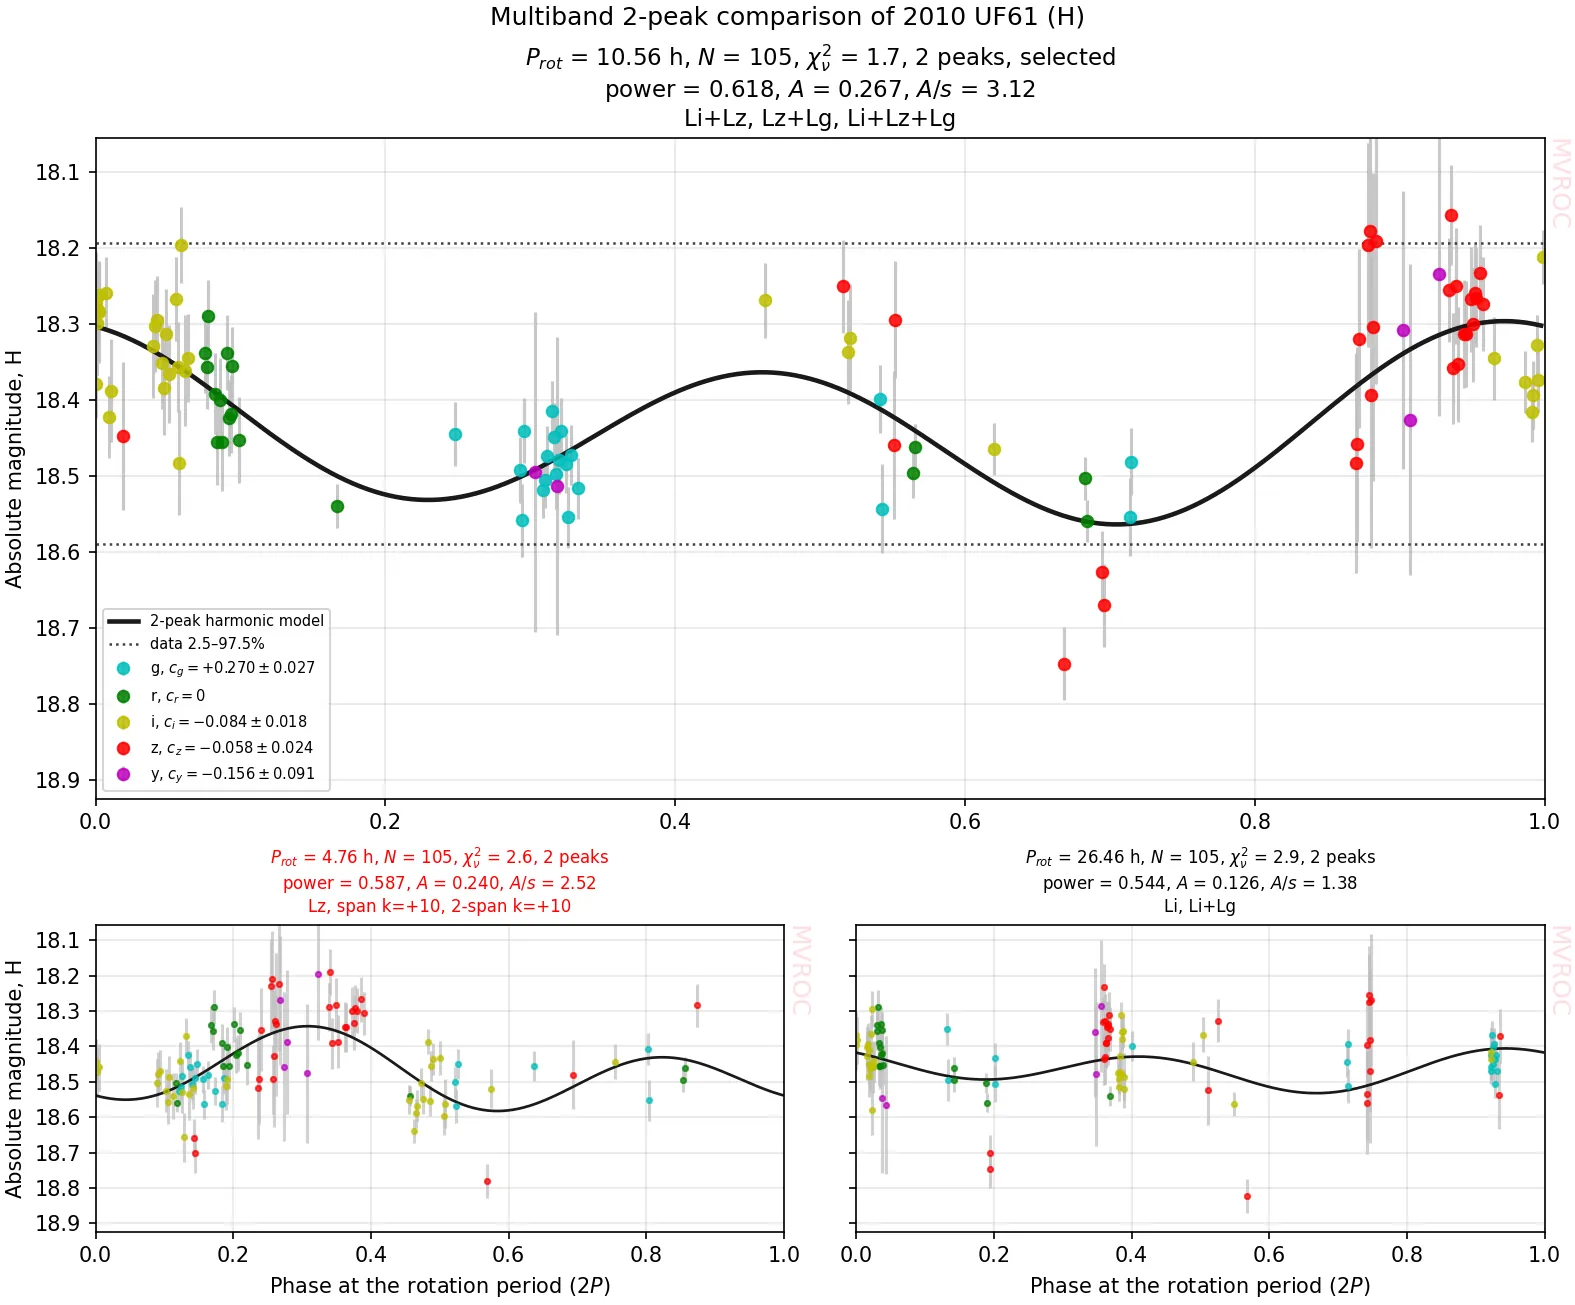 Multiband 2-peak comparison of 2010 UF61 (H)
P_rot = 10.56 h, N = 105, χ²_ν = 1.7, 2 peaks, selected
power = 0.618, A = 0.267, A/s = 3.12
Li+Lz, Lz+Lg, Li+Lz+Lg
MVROC
Absolute magnitude, H
18.1
18.2
18.3
18.4
18.5
18.6
18.7
18.8
18.9
2-peak harmonic model
data 2.5–97.5%
g, c_g = +0.270 ± 0.027
r, c_r = 0
i, c_i = −0.084 ± 0.018
z, c_z = −0.058 ± 0.024
y, c_y = −0.156 ± 0.091
0.0 0.2 0.4 0.6 0.8 1.0
P_rot = 4.76 h, N = 105, χ²_ν = 2.6, 2 peaks
power = 0.587, A = 0.240, A/s = 2.52
Lz, span k=+10, 2-span k=+10
MVROC
Absolute magnitude, H
18.1
18.2
18.3
18.4
18.5
18.6
18.7
18.8
18.9
0.0 0.2 0.4 0.6 0.8 1.0
Phase at the rotation period (2P)
P_rot = 26.46 h, N = 105, χ²_ν = 2.9, 2 peaks
power = 0.544, A = 0.126, A/s = 1.38
Li, Li+Lg
MVROC
0.0 0.2 0.4 0.6 0.8 1.0
Phase at the rotation period (2P)